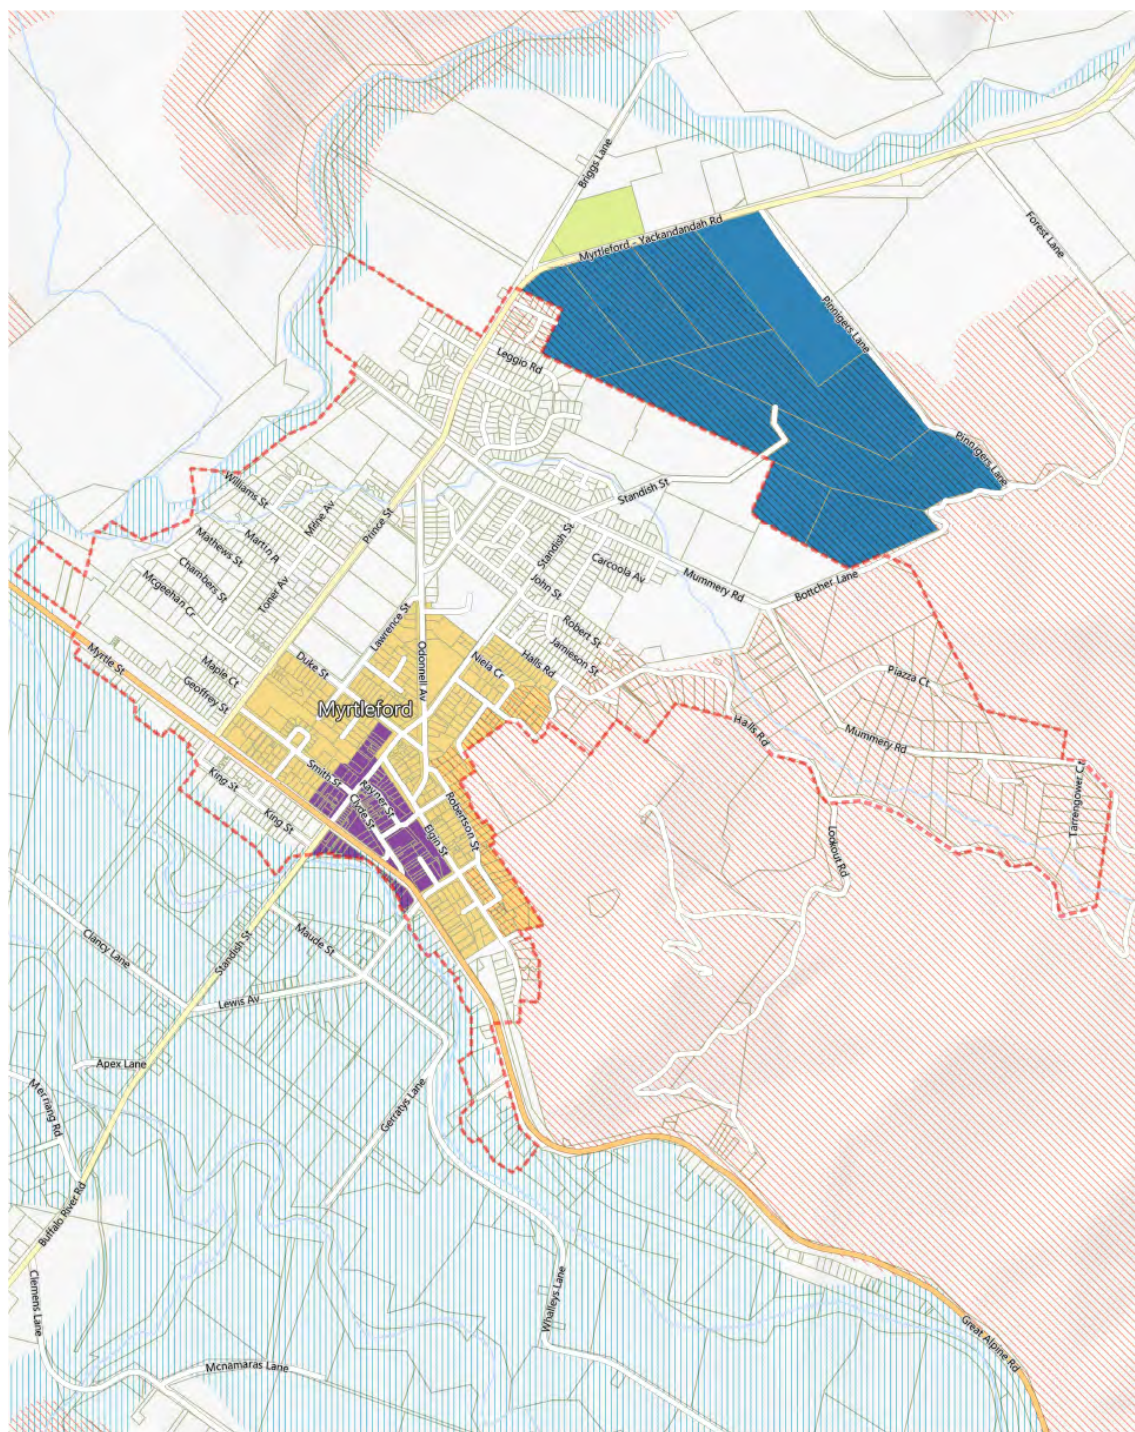 Briggs Lane
Myrtleford - Yackandandah Rd
Forest Lane
Pinnigers Lane
Leggio Rd
Pinnigers Lane
Williams St
Standish St
Mfine Av
Prince St
Martin R
Mathews St
Standish St
Carcoola Av
Chambers St
Mummery Rd
Bottcher Lane
Mcgeehan Cr
Toner Av
John St
Lawrence St
Robert St
Jamieson St
Myrtle St
Maple Ct
Duke St
Odonnell Av
Niela Cr
Halls Rd
Piazza Ct
Geoffrey St
Myrtleford
Halls Rd
Mummery Rd
King St
Smith St
Rayner St
Clyde St
King St
Elgin St
Robertson St
Tarrengower Ct
Lookout Rd
Clancy Lane
Standish St
Maude St
Lewis Av
Apex Lane
Merriang Rd
Gerratys Lane
Buffalo River Rd
Clemens Lane
Whalleys Lane
Great Alpine Rd
Mcnamaras Lane